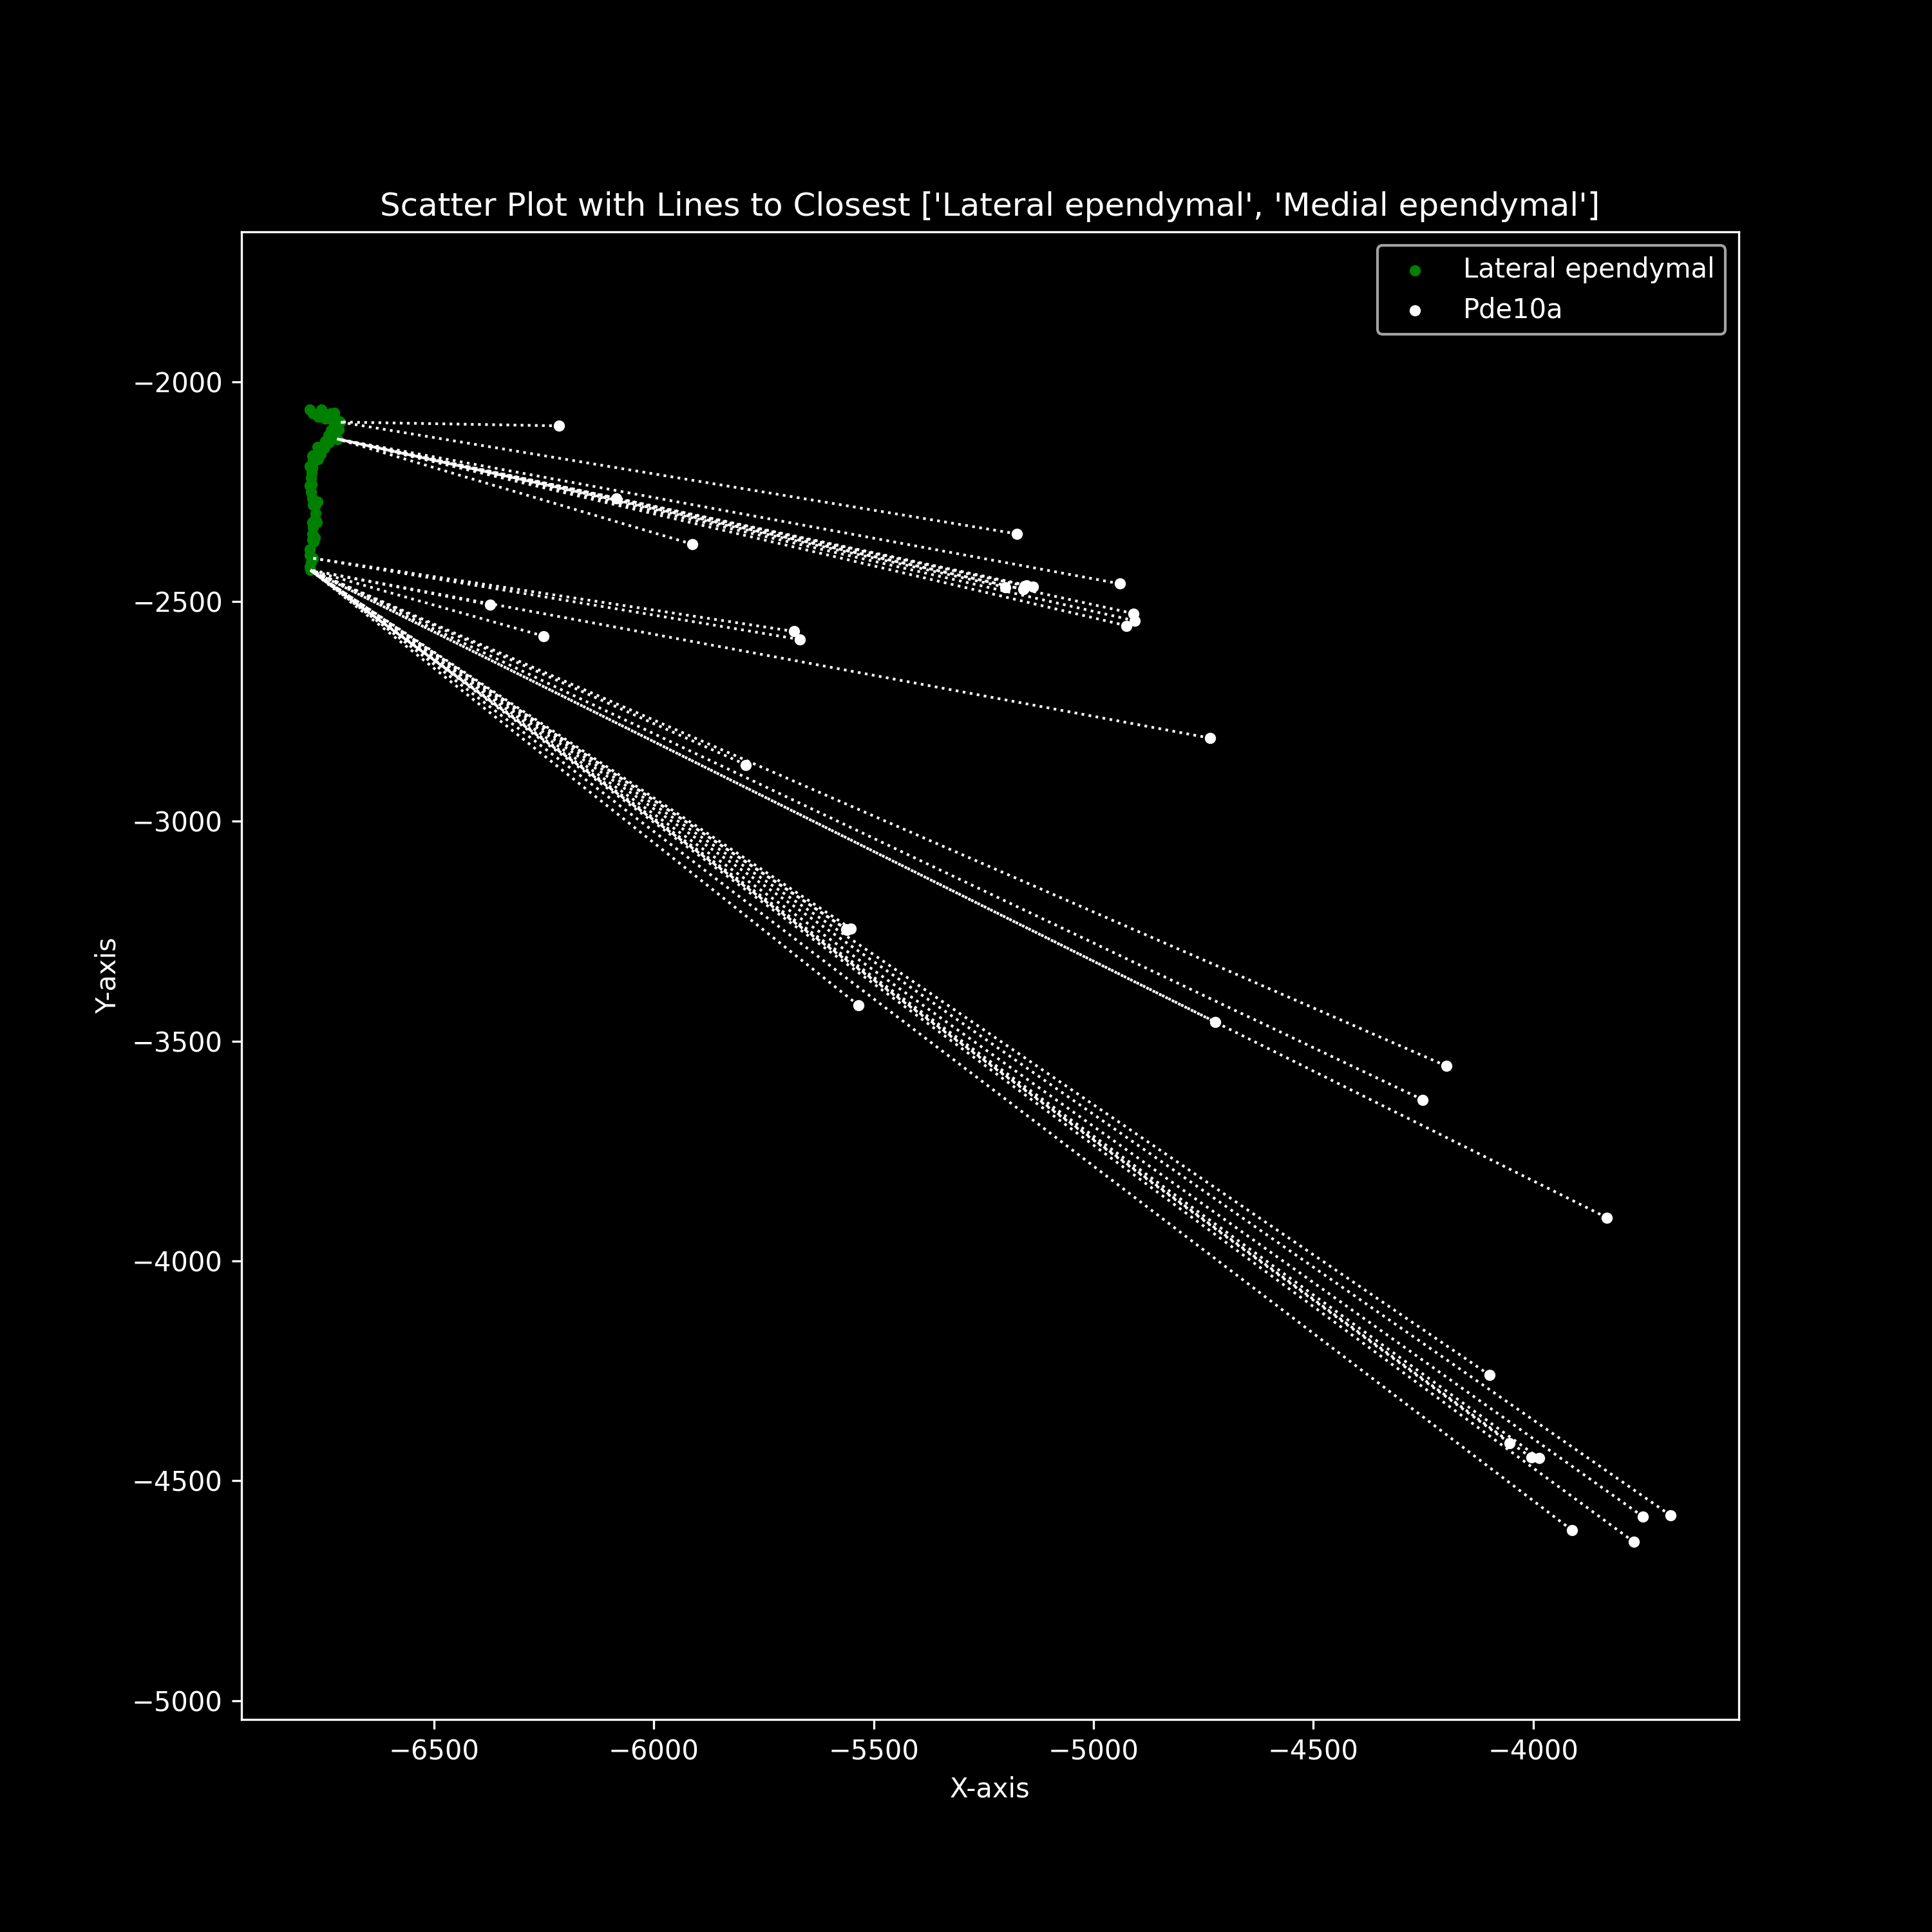 Scatter Plot with Lines to Closest ['Lateral ependymal', 'Medial ependymal']
Lateral ependymal
Pde10a
−2000
−2500
−3000
−3500
−4000
−4500
−5000
Y-axis
−6500 −6000 −5500 −5000 −4500 −4000
X-axis